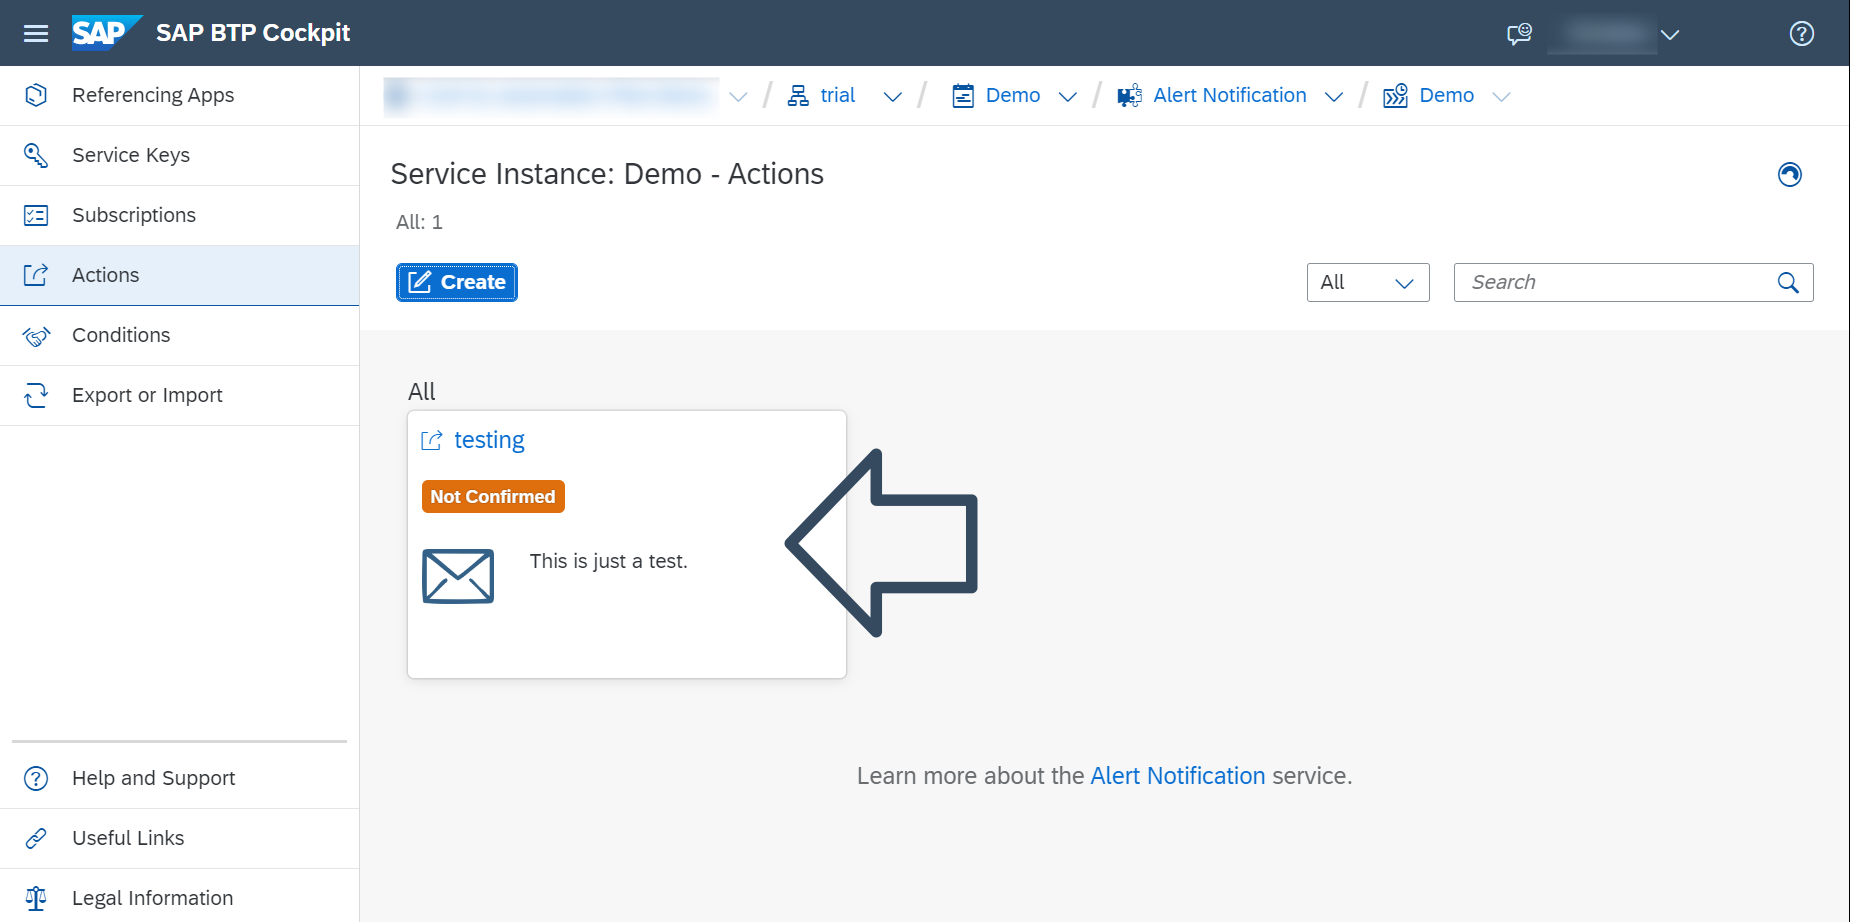 SAP SAP BTP Cockpit
Referencing Apps
Service Keys
Subscriptions
Actions
Conditions
Export or Import
Help and Support
Useful Links
Legal Information
/ trial / Demo / Alert Notification / Demo
Service Instance: Demo - Actions
All: 1
Create
All
Search
All
testing
Not Confirmed
This is just a test.
Learn more about the Alert Notification service.